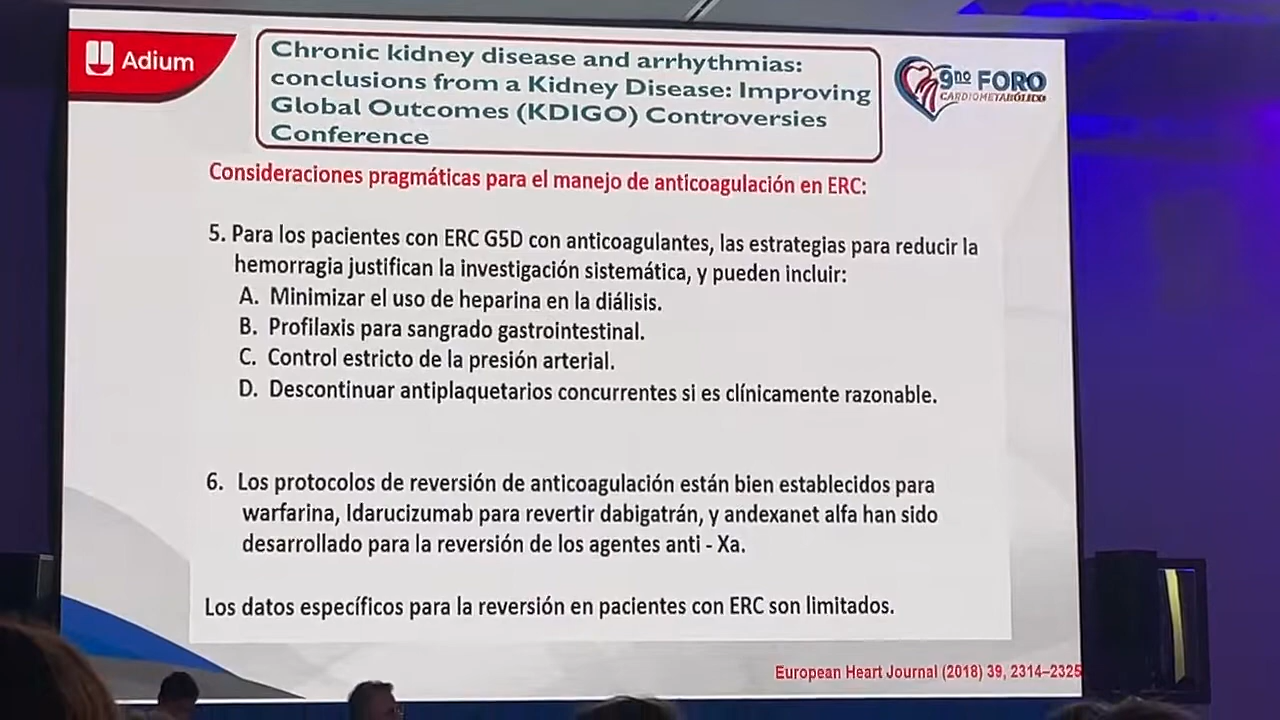 Adium
Chronic kidney disease and arrhythmias:
conclusions from a Kidney Disease: Improving
Global Outcomes (KDIGO) Controversies
Conference
9no FORO
CARDIOMETABÓLICO
Consideraciones pragmáticas para el manejo de anticoagulación en ERC:
5. Para los pacientes con ERC G5D con anticoagulantes, las estrategias para reducir la
hemorragia justifican la investigación sistemática, y pueden incluir:
A. Minimizar el uso de heparina en la diálisis.
B. Profilaxis para sangrado gastrointestinal.
C. Control estricto de la presión arterial.
D. Descontinuar antiplaquetarios concurrentes si es clínicamente razonable.
6. Los protocolos de reversión de anticoagulación están bien establecidos para
warfarina, Idarucizumab para revertir dabigatrán, y andexanet alfa han sido
desarrollado para la reversión de los agentes anti - Xa.
Los datos específicos para la reversión en pacientes con ERC son limitados.
European Heart Journal (2018) 39, 2314–2325